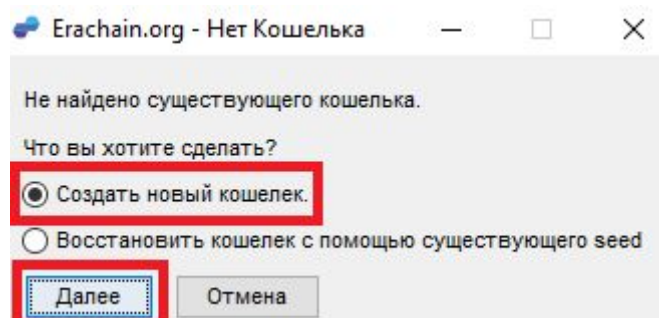 Erachain.org - Нет Кошелька
Не найдено существующего кошелька.
Что вы хотите сделать?
Создать новый кошелек.
Восстановить кошелек с помощью существующего seed
Далее Отмена